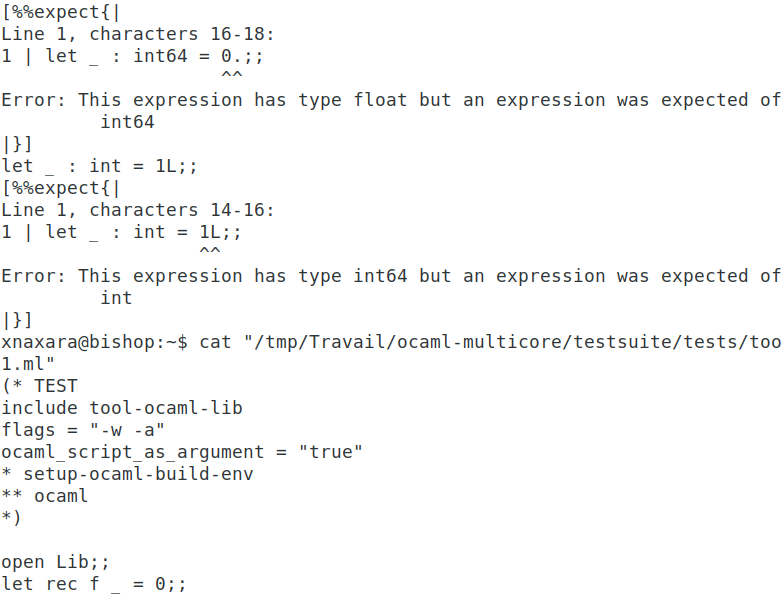 [%%expect{|
Line 1, characters 16-18:
1 | let _ : int64 = 0.;;
                    ^^
Error: This expression has type float but an expression was expected of
         int64
|}]
let _ : int = 1L;;
[%%expect{|
Line 1, characters 14-16:
1 | let _ : int = 1L;;
                  ^^
Error: This expression has type int64 but an expression was expected of
         int
|}]
xnaxara@bishop:~$ cat "/tmp/Travail/ocaml-multicore/testsuite/tests/too
1.ml"
(* TEST
include tool-ocaml-lib
flags = "-w -a"
ocaml_script_as_argument = "true"
* setup-ocaml-build-env
** ocaml
*)

open Lib;;
let rec f _ = 0;;